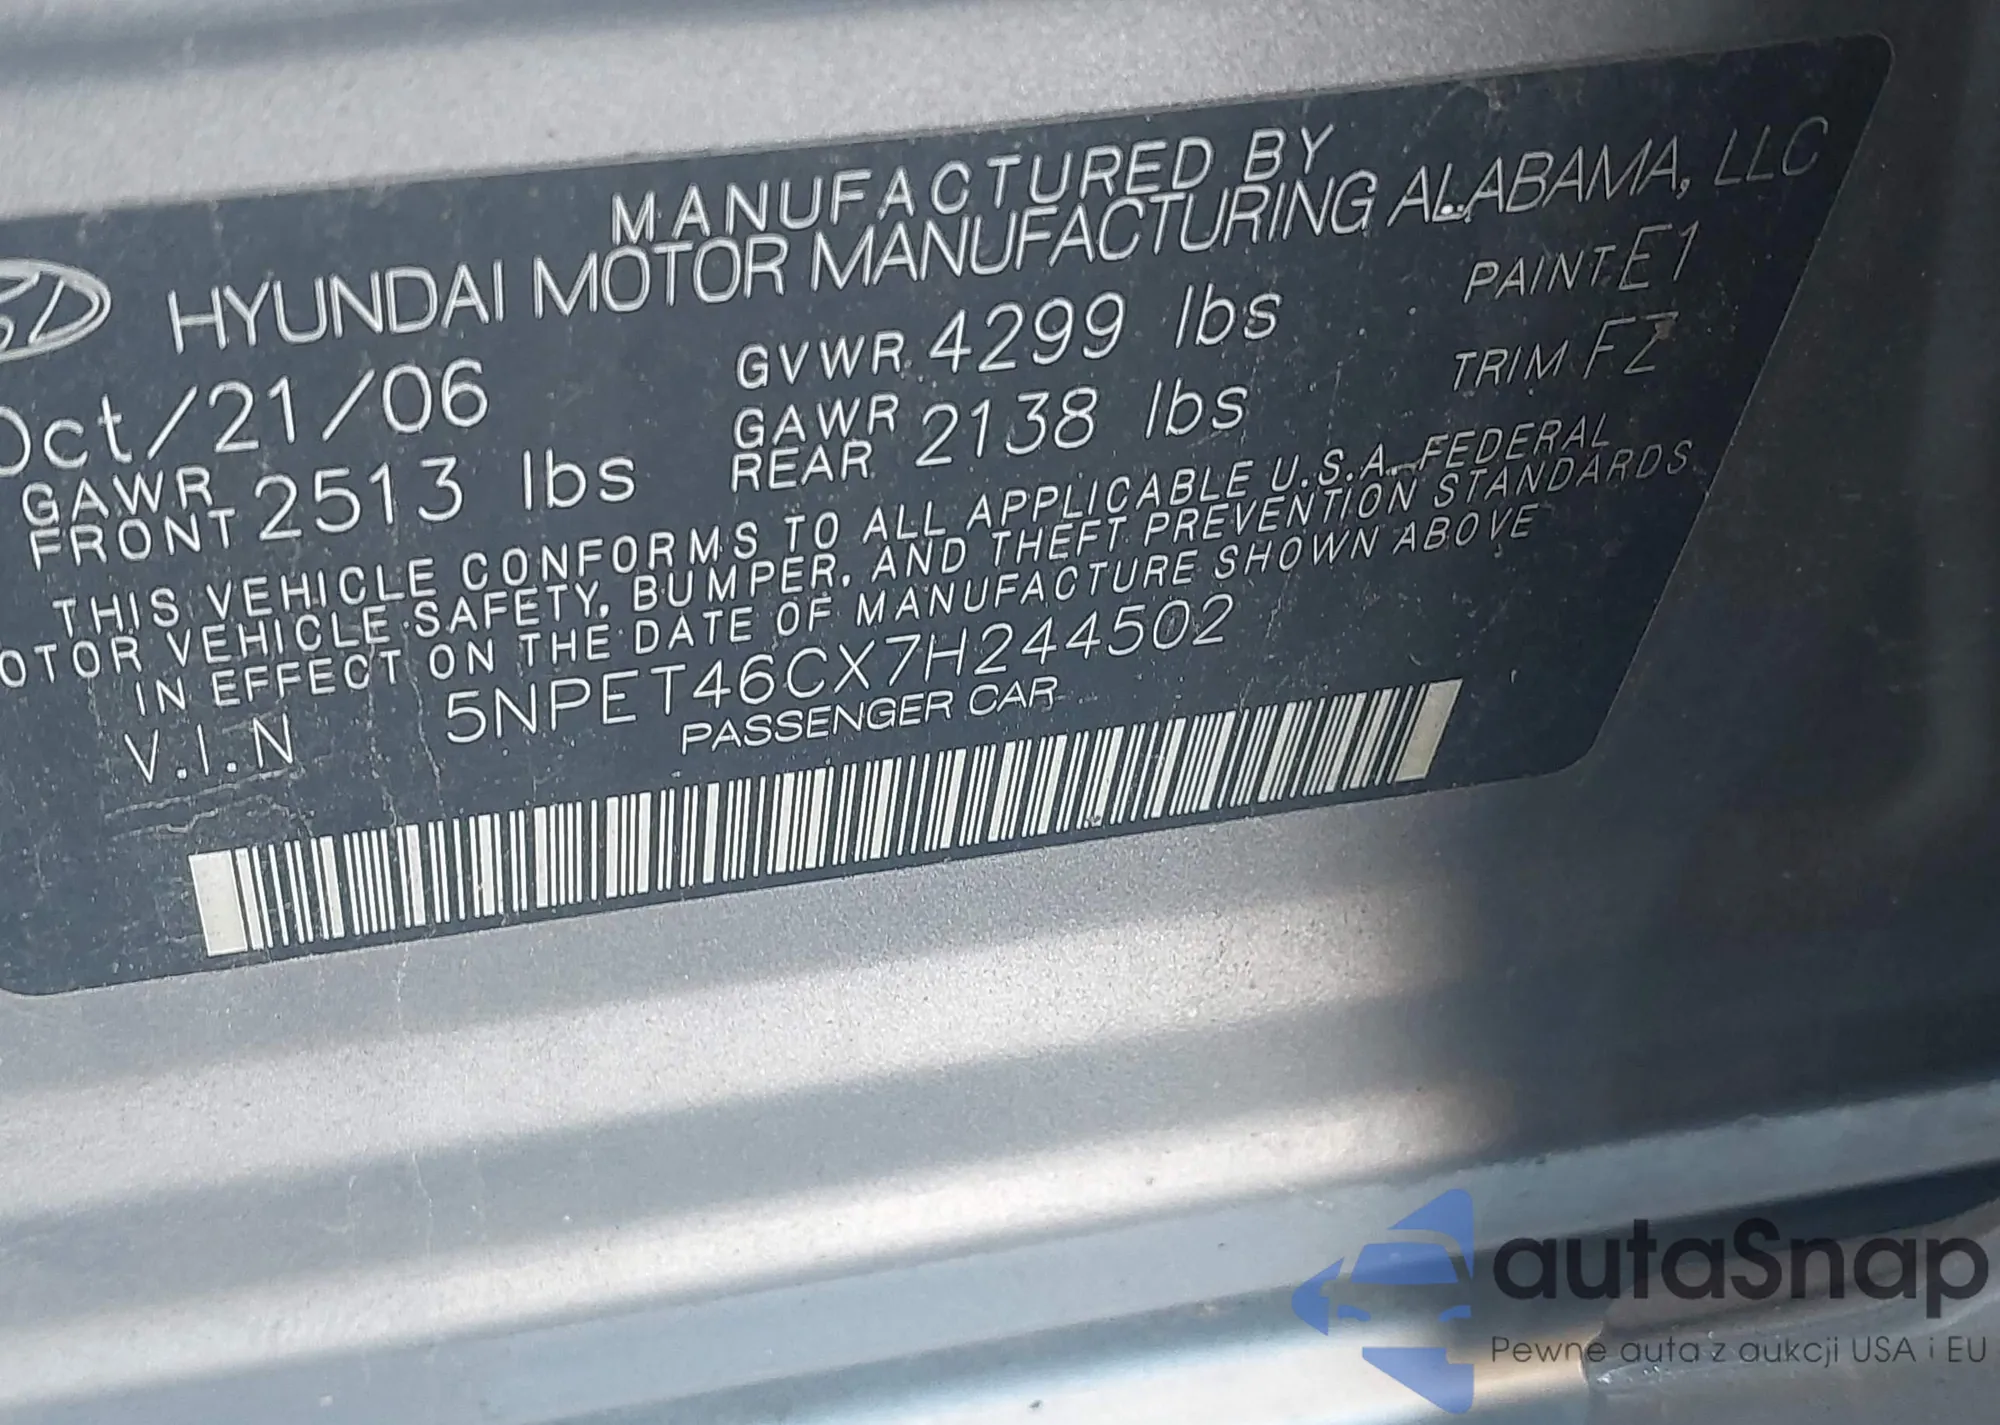 MANUFACTURED BY
HYUNDAI MOTOR MANUFACTURING ALABAMA, LLC
Oct/21/06 GVWR 4299 lbs PAINT E1
GAWR FRONT 2513 lbs GAWR REAR 2138 lbs TRIM FZ
THIS VEHICLE CONFORMS TO ALL APPLICABLE U.S.A. FEDERAL
OTOR VEHICLE SAFETY, BUMPER, AND THEFT PREVENTION STANDARDS
IN EFFECT ON THE DATE OF MANUFACTURE SHOWN ABOVE
V.I.N 5NPET46CX7H244502
PASSENGER CAR
autaSnap
Pewne auta z aukcji USA i EU